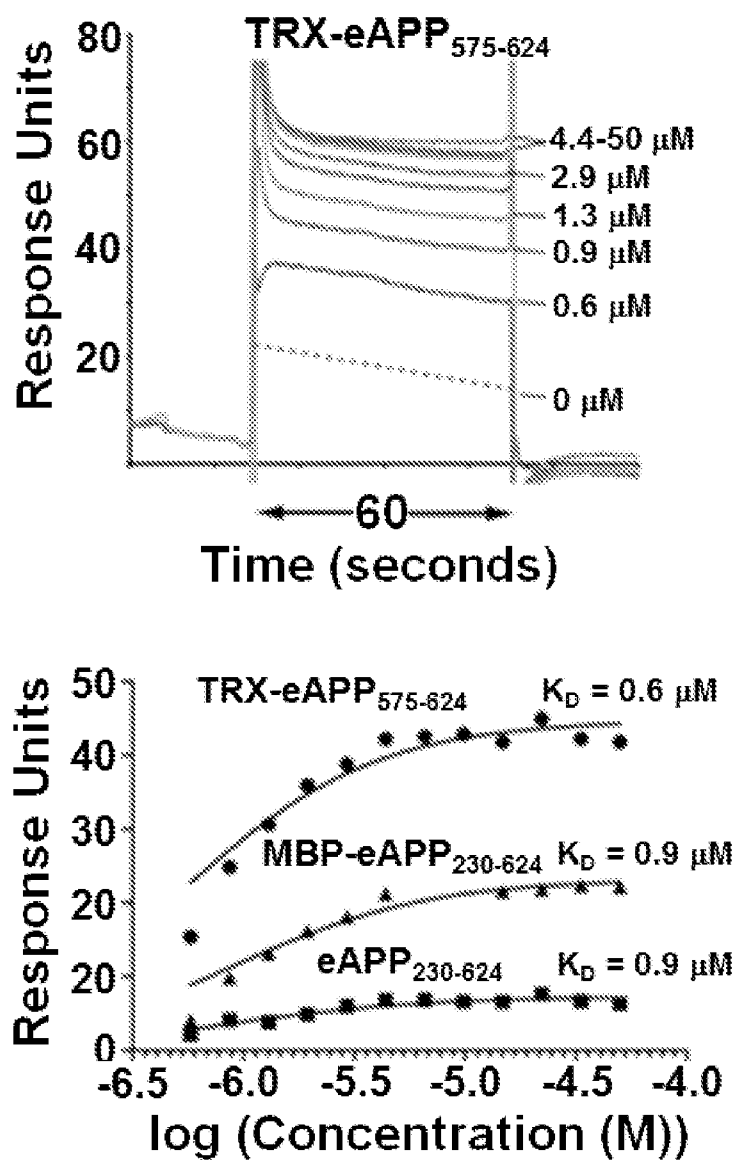 TRX-eAPP575-624
Response Units
80
60
40
20
4.4-50 μM
2.9 μM
1.3 μM
0.9 μM
0.6 μM
0 μM
60
Time (seconds)
Response Units
50
40
30
20
20
0
TRX-eAPP575-624 KD = 0.6 μM
MBP-eAPP230-624 KD = 0.9 μM
eAPP230-624 KD = 0.9 μM
-6.5 -6.0 -5.5 -5.0 -4.5 -4.0
log (Concentration (M))